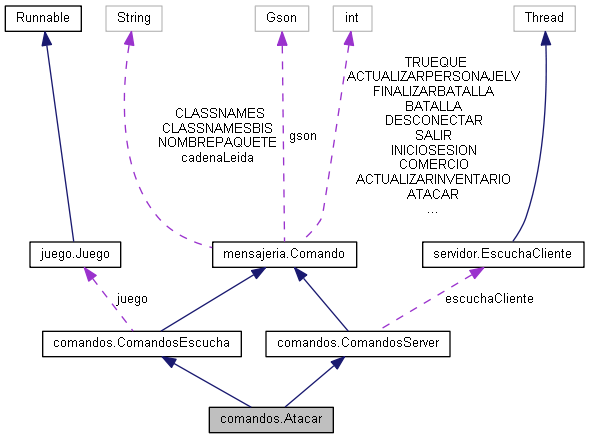 Runnable
String
Gson
int
Thread
CLASSNAMES
CLASSNAMESBIS
NOMBREPAQUETE
cadenaLeida
gson
TRUEQUE
ACTUALIZARPERSONAJELV
FINALIZARBATALLA
BATALLA
DESCONECTAR
SALIR
INICIOSESION
COMERCIO
ACTUALIZARINVENTARIO
ATACAR
...
juego.Juego
mensajeria.Comando
servidor.EscuchaCliente
juego
escuchaCliente
comandos.ComandosEscucha
comandos.ComandosServer
comandos.Atacar